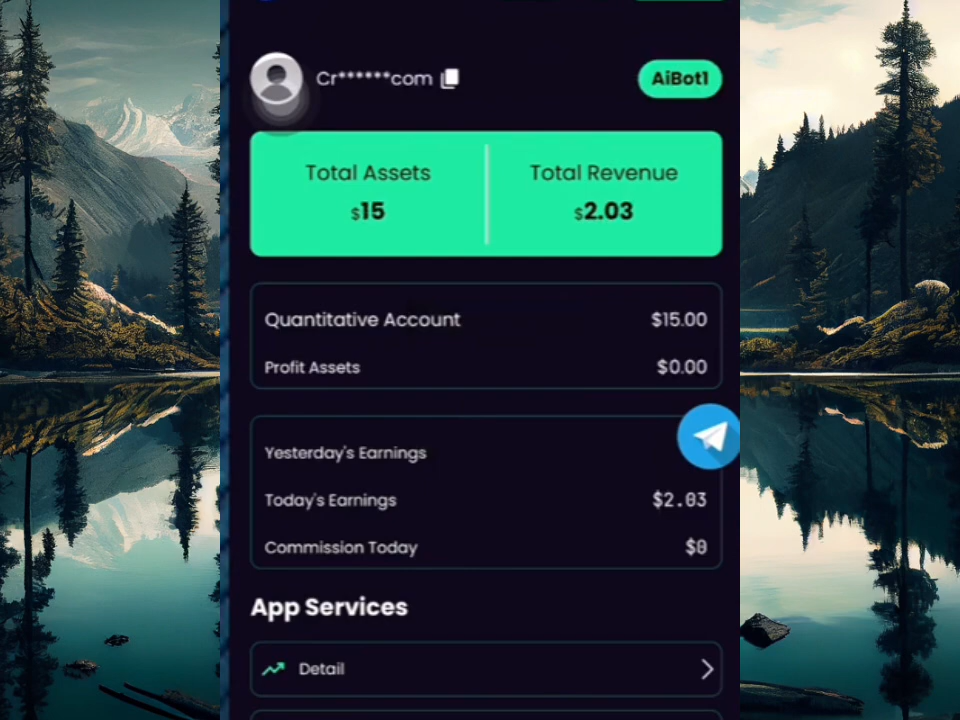 Cr******com
AiBot1
Total Assets
Total Revenue
$15
$2.03
Quantitative Account
$15.00
Profit Assets
$0.00
Yesterday's Earnings
Today's Earnings
$2.03
Commission Today
$0
App Services
Detail